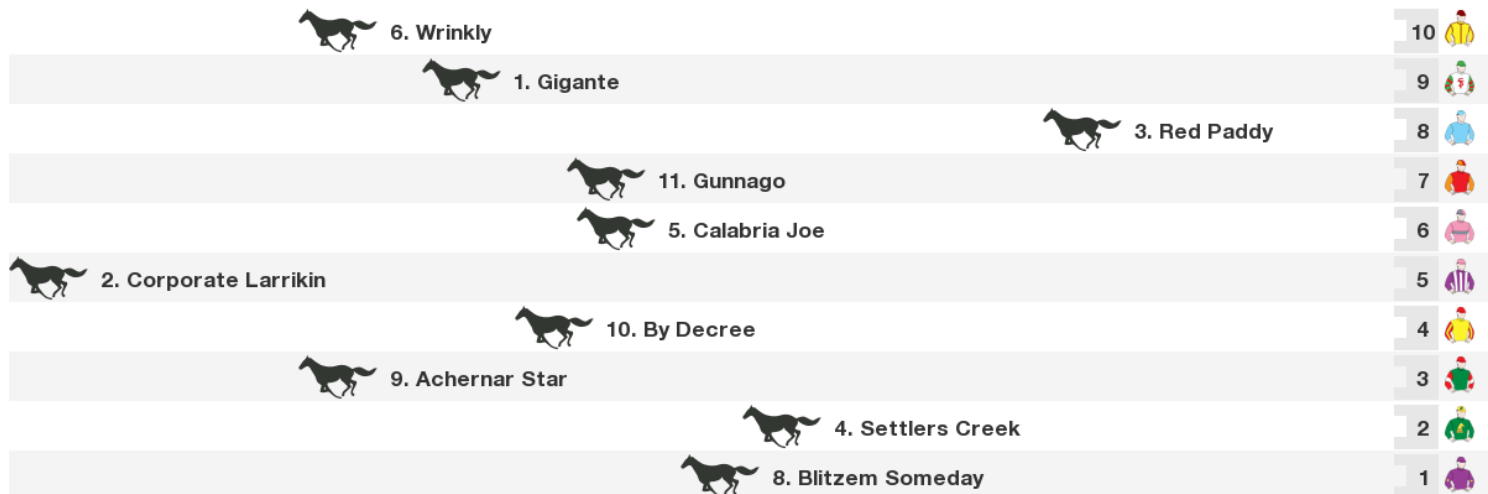 6. Wrinkly 10
1. Gigante 9
3. Red Paddy 8
11. Gunnago 7
5. Calabria Joe 6
2. Corporate Larrikin 5
10. By Decree 4
9. Achernar Star 3
4. Settlers Creek 2
8. Blitzem Someday 1